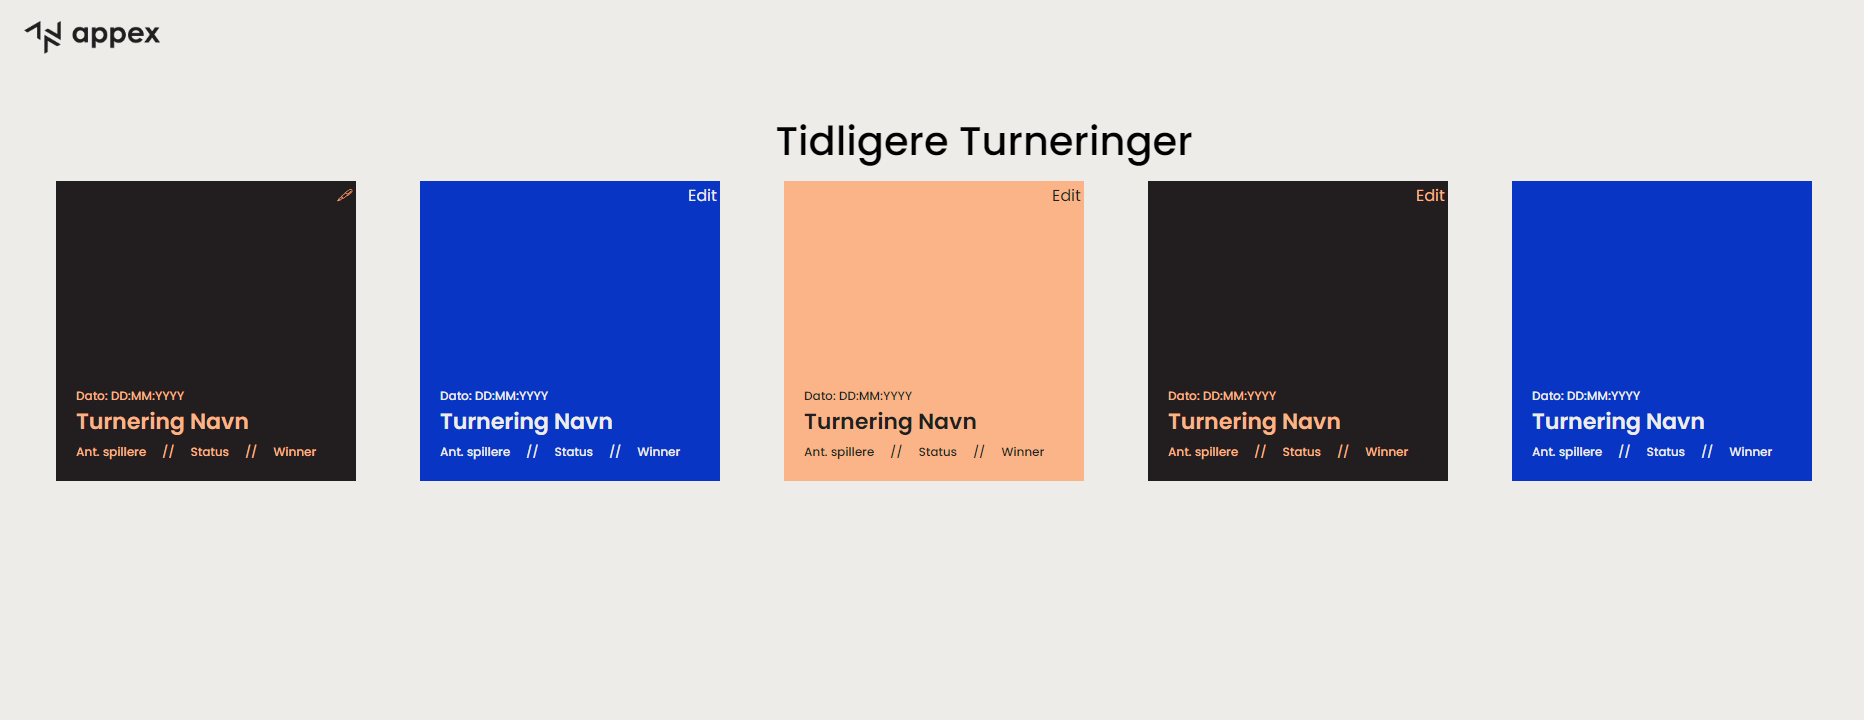 appex
Tidligere Turneringer
Edit
Edit
Edit
Dato: DD:MM:YYYY
Turnering Navn
Ant. spillere // Status // Winner
Dato: DD:MM:YYYY
Turnering Navn
Ant. spillere // Status // Winner
Dato: DD:MM:YYYY
Turnering Navn
Ant. spillere // Status // Winner
Dato: DD:MM:YYYY
Turnering Navn
Ant. spillere // Status // Winner
Dato: DD:MM:YYYY
Turnering Navn
Ant. spillere // Status // Winner